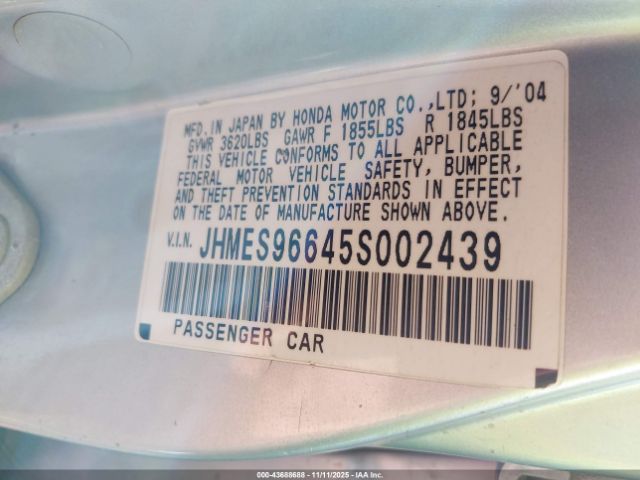 MFD. IN JAPAN BY HONDA MOTOR CO.,LTD; 9/'04
GVWR 3620LBS GAWR F 1855LBS R 1845LBS
THIS VEHICLE CONFORMS TO ALL APPLICABLE
FEDERAL MOTOR VEHICLE SAFETY, BUMPER,
AND THEFT PREVENTION STANDARDS IN EFFECT
ON THE DATE OF MANUFACTURE SHOWN ABOVE.
V.I.N. JHMES96645S002439
PASSENGER CAR
000-43688688 - 11/11/2025 - IAA Inc.